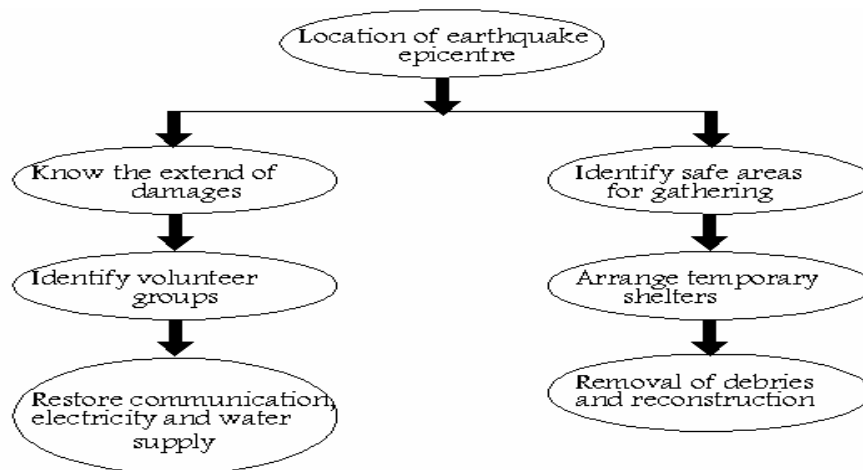 Location of earthquake
epicentre
Know the extend of
damages
Identify safe areas
for gathering
Identify volunteer
groups
Arrange temporary
shelters
Restore communication,
electricity and water
supply
Removal of debries
and reconstruction